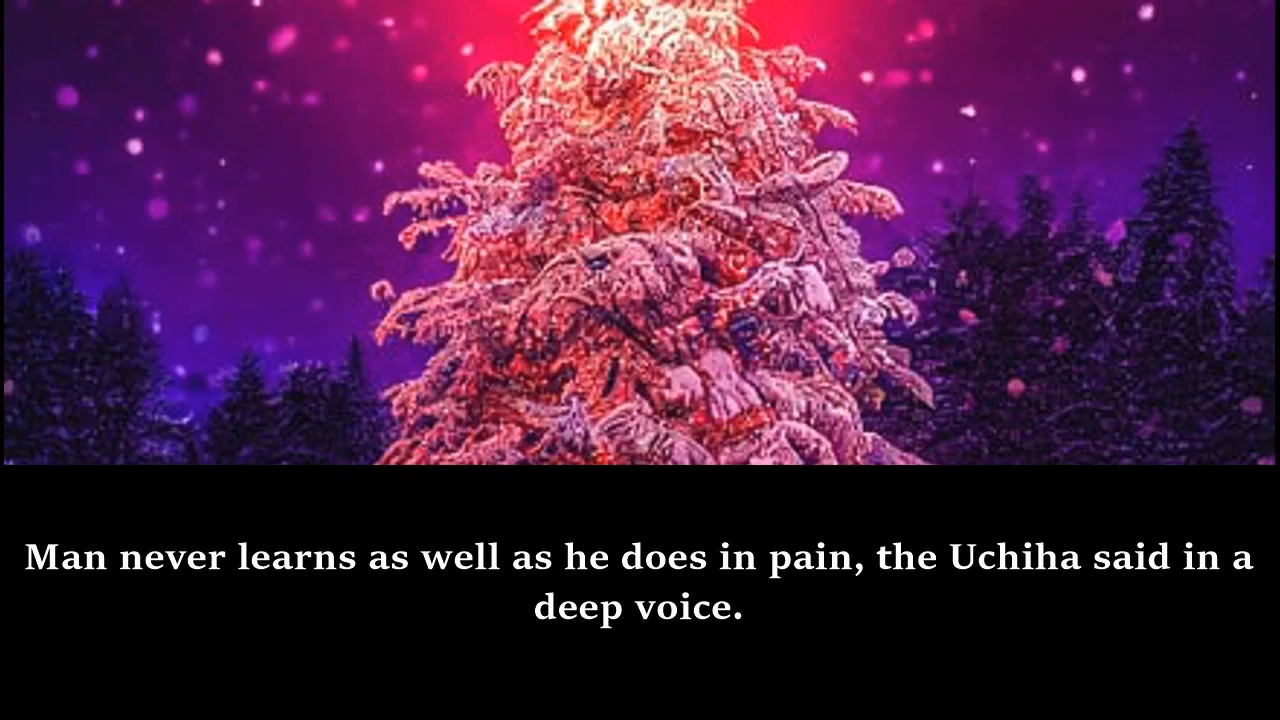 Man never learns as well as he does in pain, the Uchiha said in a
deep voice.